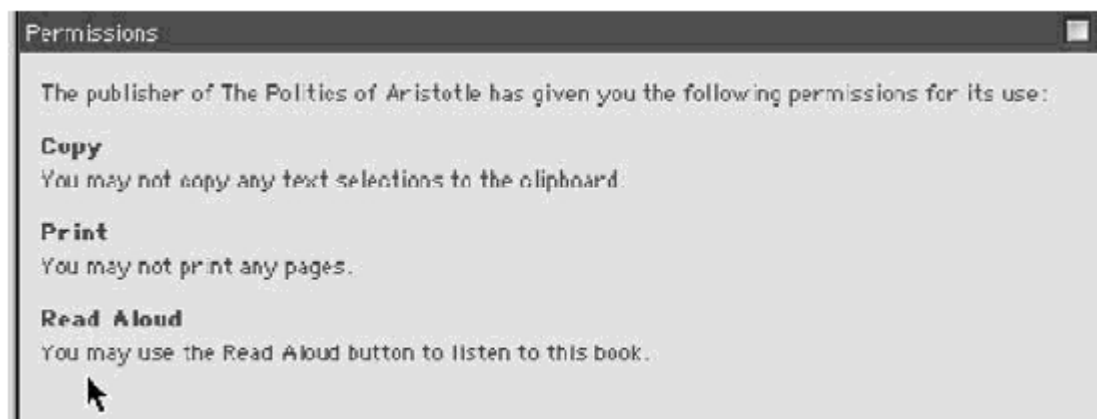 Permissions
The publisher of The Politics of Aristotle has given you the following permissions for its use:
Copy
You may not copy any text selections to the clipboard.
Print
You may not print any pages.
Read Aloud
You may use the Read Aloud button to listen to this book.